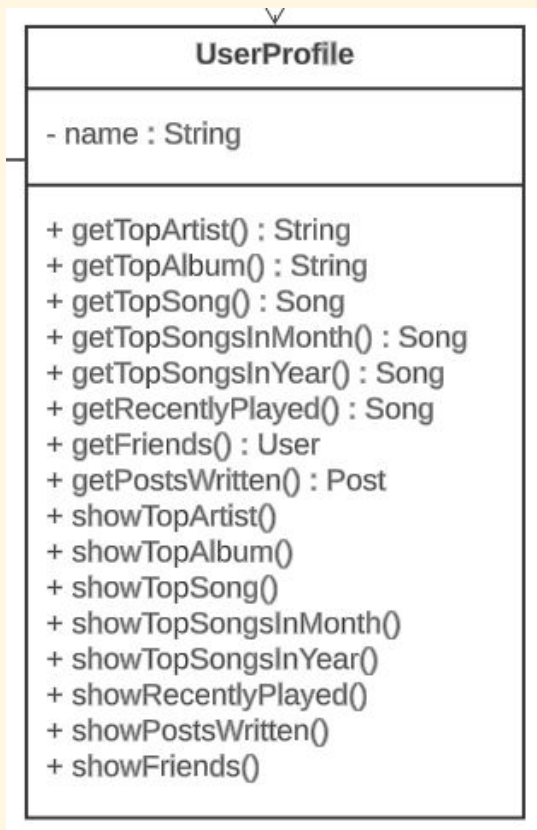 UserProfile
- name : String
+ getTopArtist() : String
+ getTopAlbum() : String
+ getTopSong() : Song
+ getTopSongsInMonth() : Song
+ getTopSongsInYear() : Song
+ getRecentlyPlayed() : Song
+ getFriends() : User
+ getPostsWritten() : Post
+ showTopArtist()
+ showTopAlbum()
+ showTopSong()
+ showTopSongsInMonth()
+ showTopSongsInYear()
+ showRecentlyPlayed()
+ showPostsWritten()
+ showFriends()